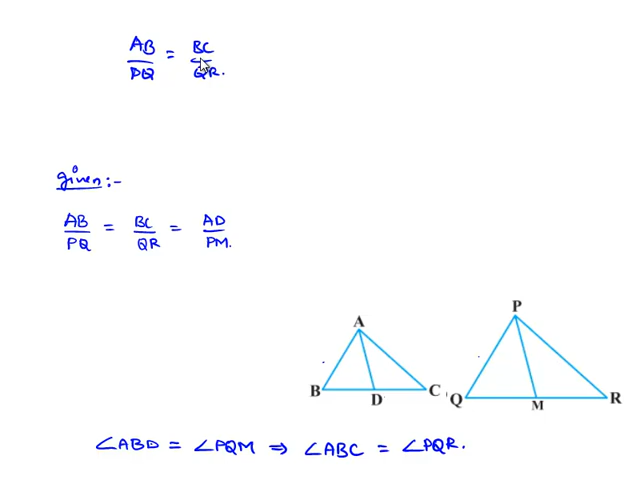 AB/PQ = BC/QR.
given:-
AB/PQ = BC/QR = AD/PM.
P
A
B D C
Q M R
∠ABD = ∠PQM ⇒ ∠ABC = ∠PQR.